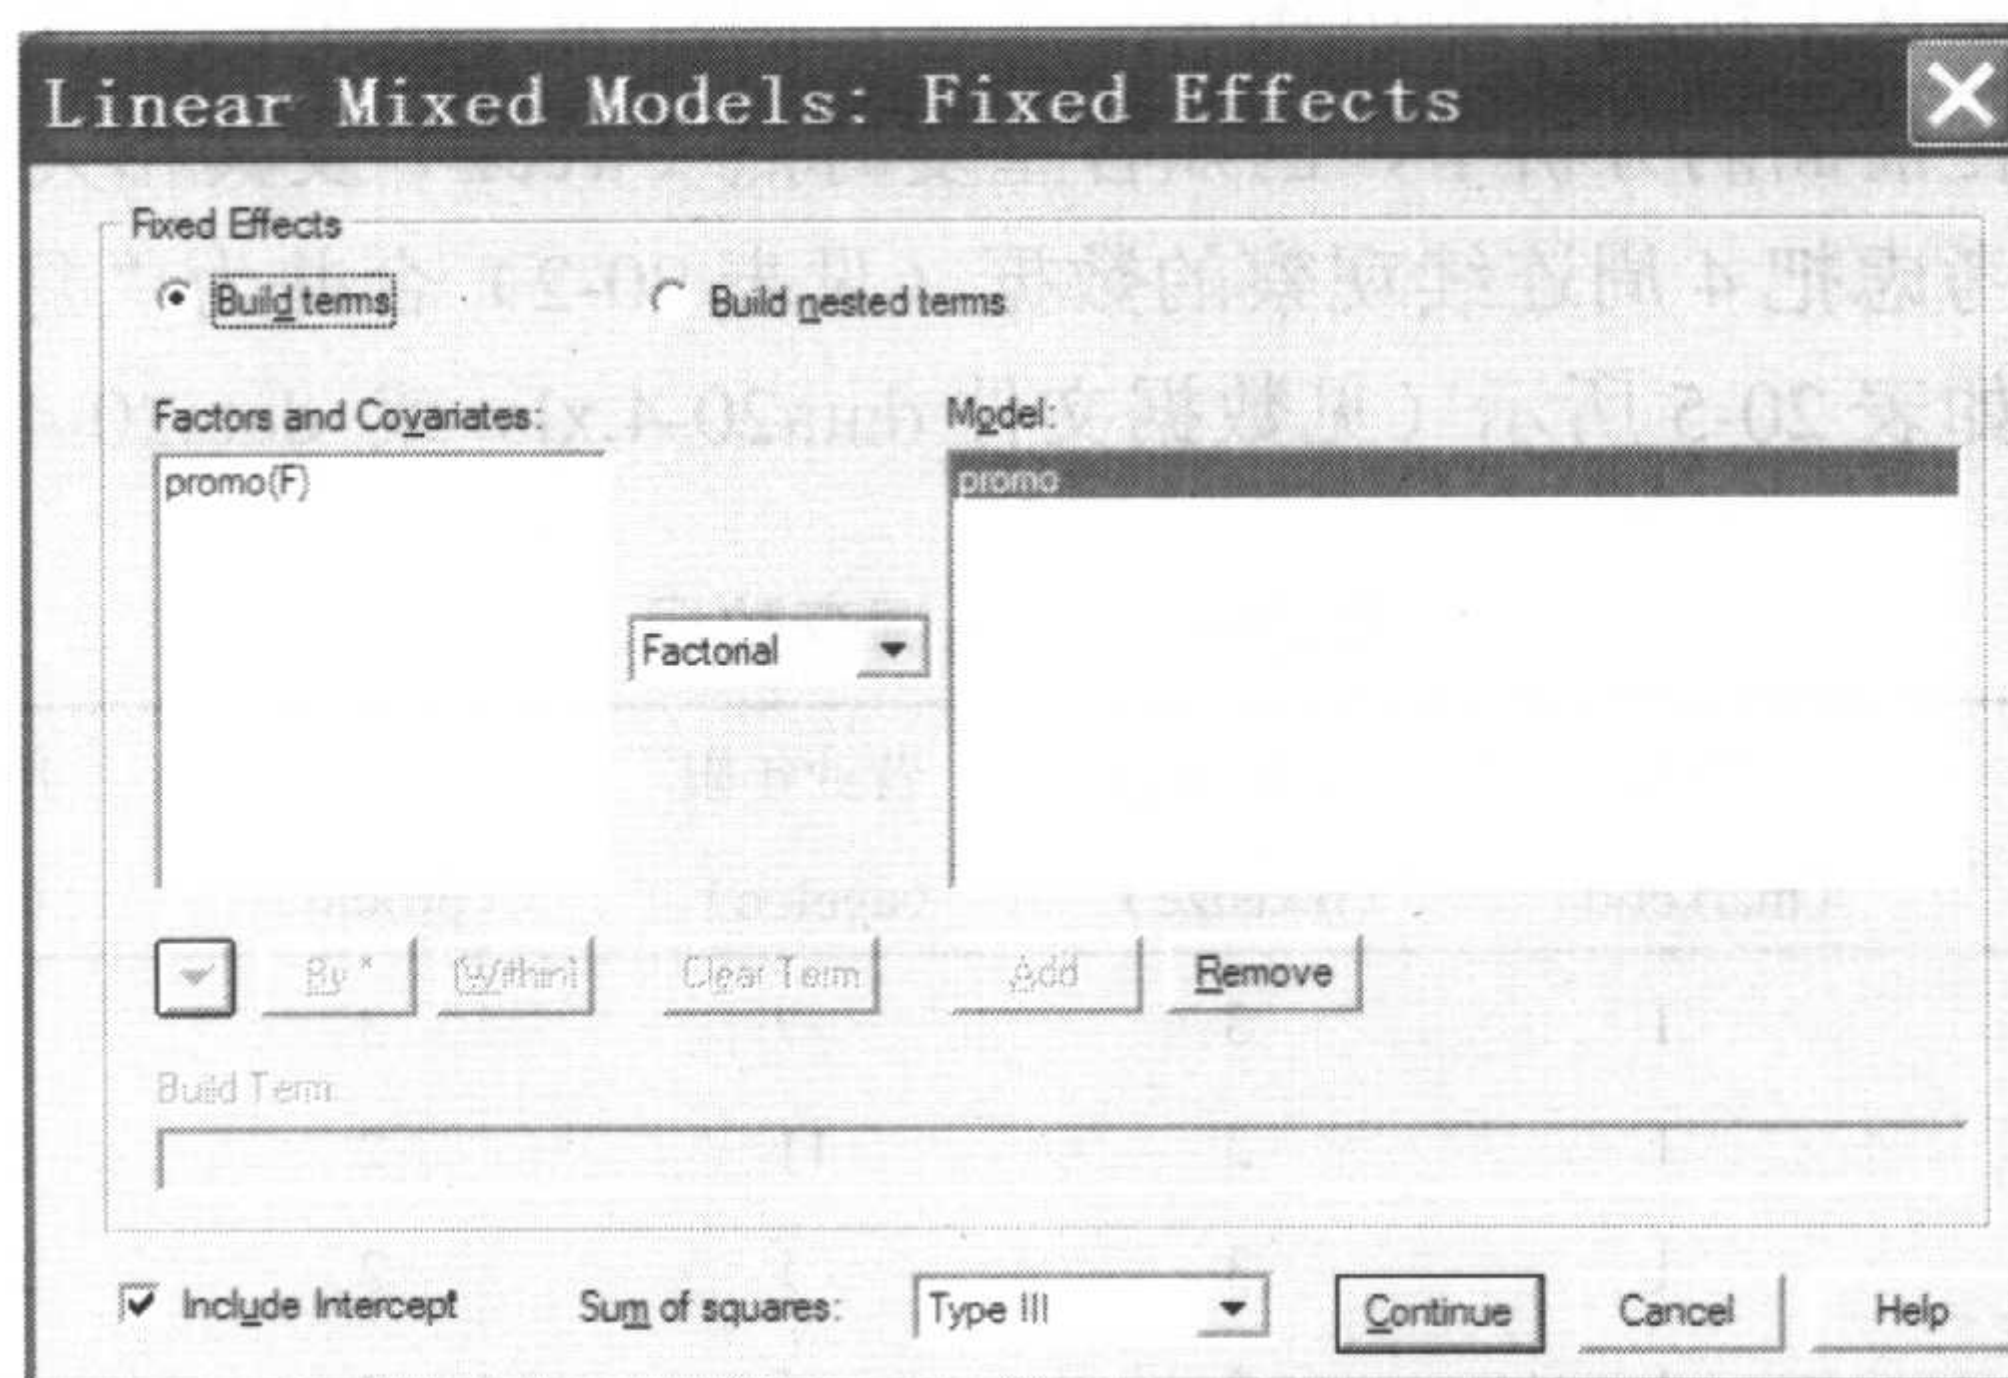 Linear Mixed Models: Fixed Effects
Fixed Effects
Build terms
Build nested terms
Factors and Covariates:
Model:
promo(F)
promo
Factorial
By *
(Within)
Clear Term
Add
Remove
Build Term:
Include Intercept
Sum of squares:
Type III
Continue
Cancel
Help